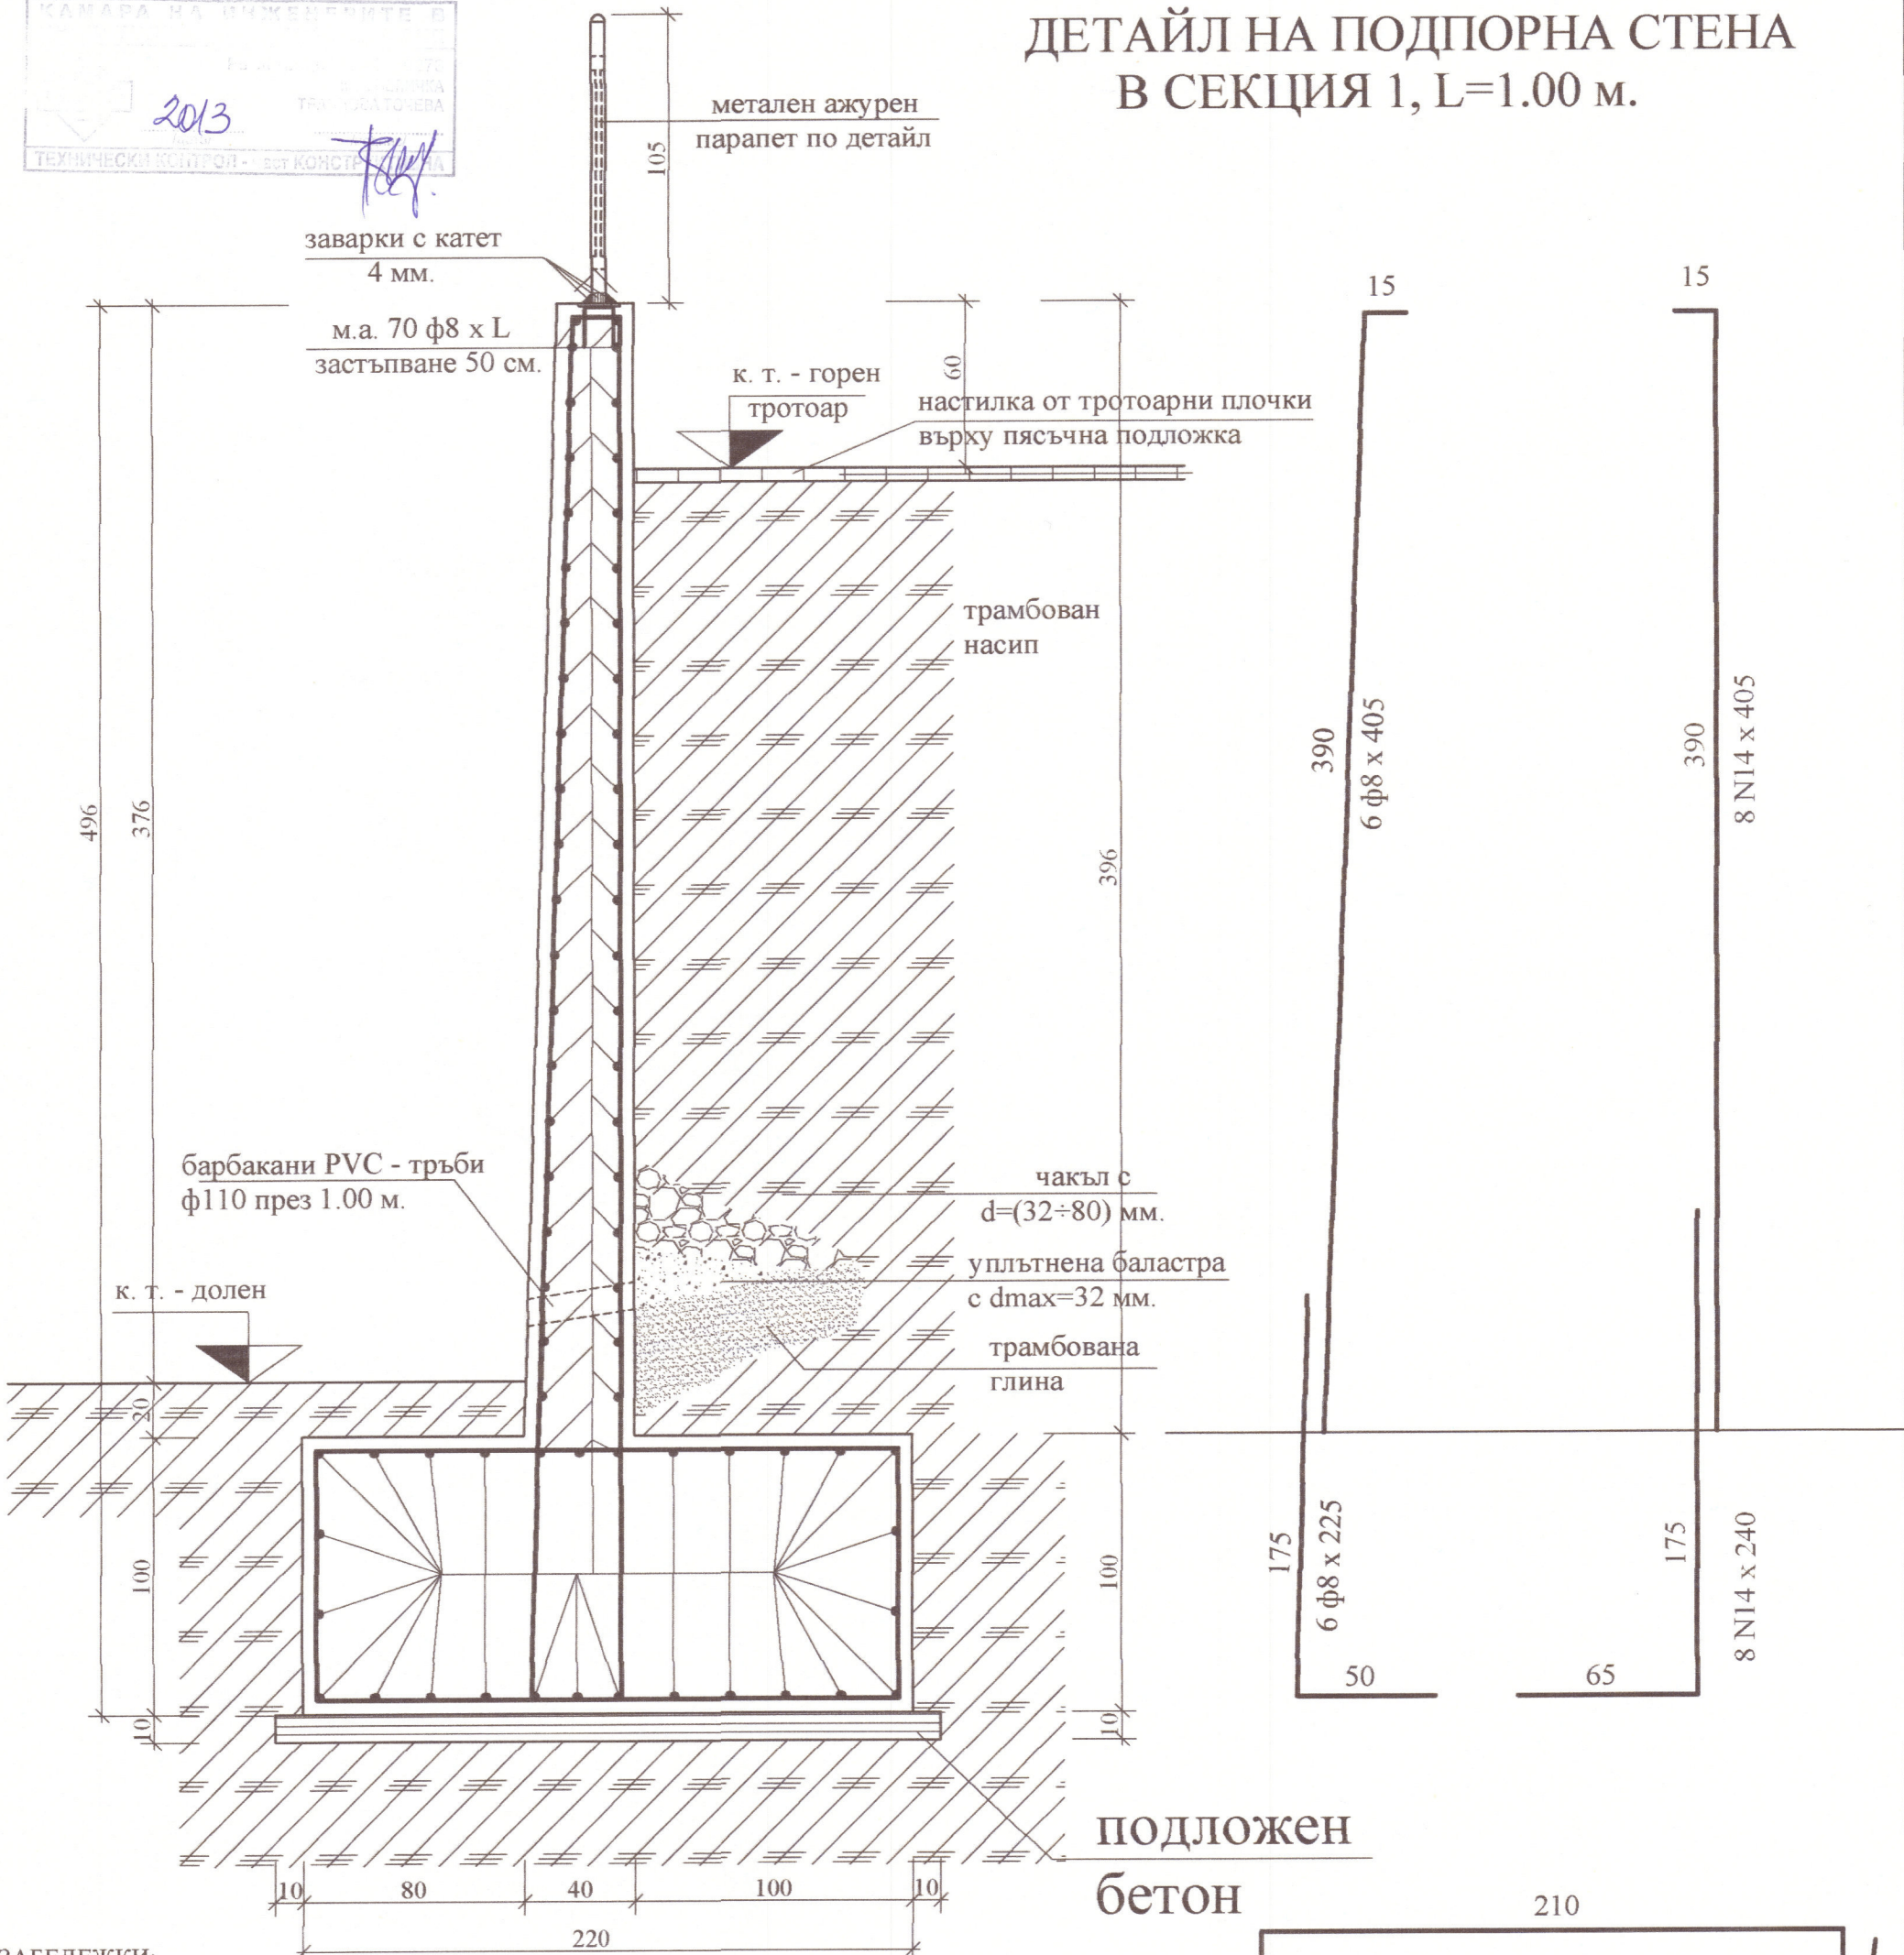 КАМАРА НА ИНЖЕНЕРИТЕ В
2013
ТЕХНИЧЕСКИ КОНТРОЛ -
ДЕТАЙЛ НА ПОДПОРНА СТЕНА
В СЕКЦИЯ 1, L=1.00 м.
метален ажурен
парапет по детайл
105
заварки с катет
4 мм.
м.а. 70 ф8 х L
застъпване 50 см.
к. т. - горен
тротоар
60
настилка от тротоарни плочки
върху пясъчна подложка
трамбован
насип
496
376
396
барбакани PVC - тръби
ф110 през 1.00 м.
чакъл с
d=(32÷80) мм.
уплътнена баластра
с dmax=32 мм.
трамбована
глина
к. т. - долен
20
100
10
100
10
10
80
40
100
10
220
подложен
бетон
15
390
6 ф8 х 405
15
390
8 N14 х 405
175
6 ф8 х 225
50
175
8 N14 х 240
65
210